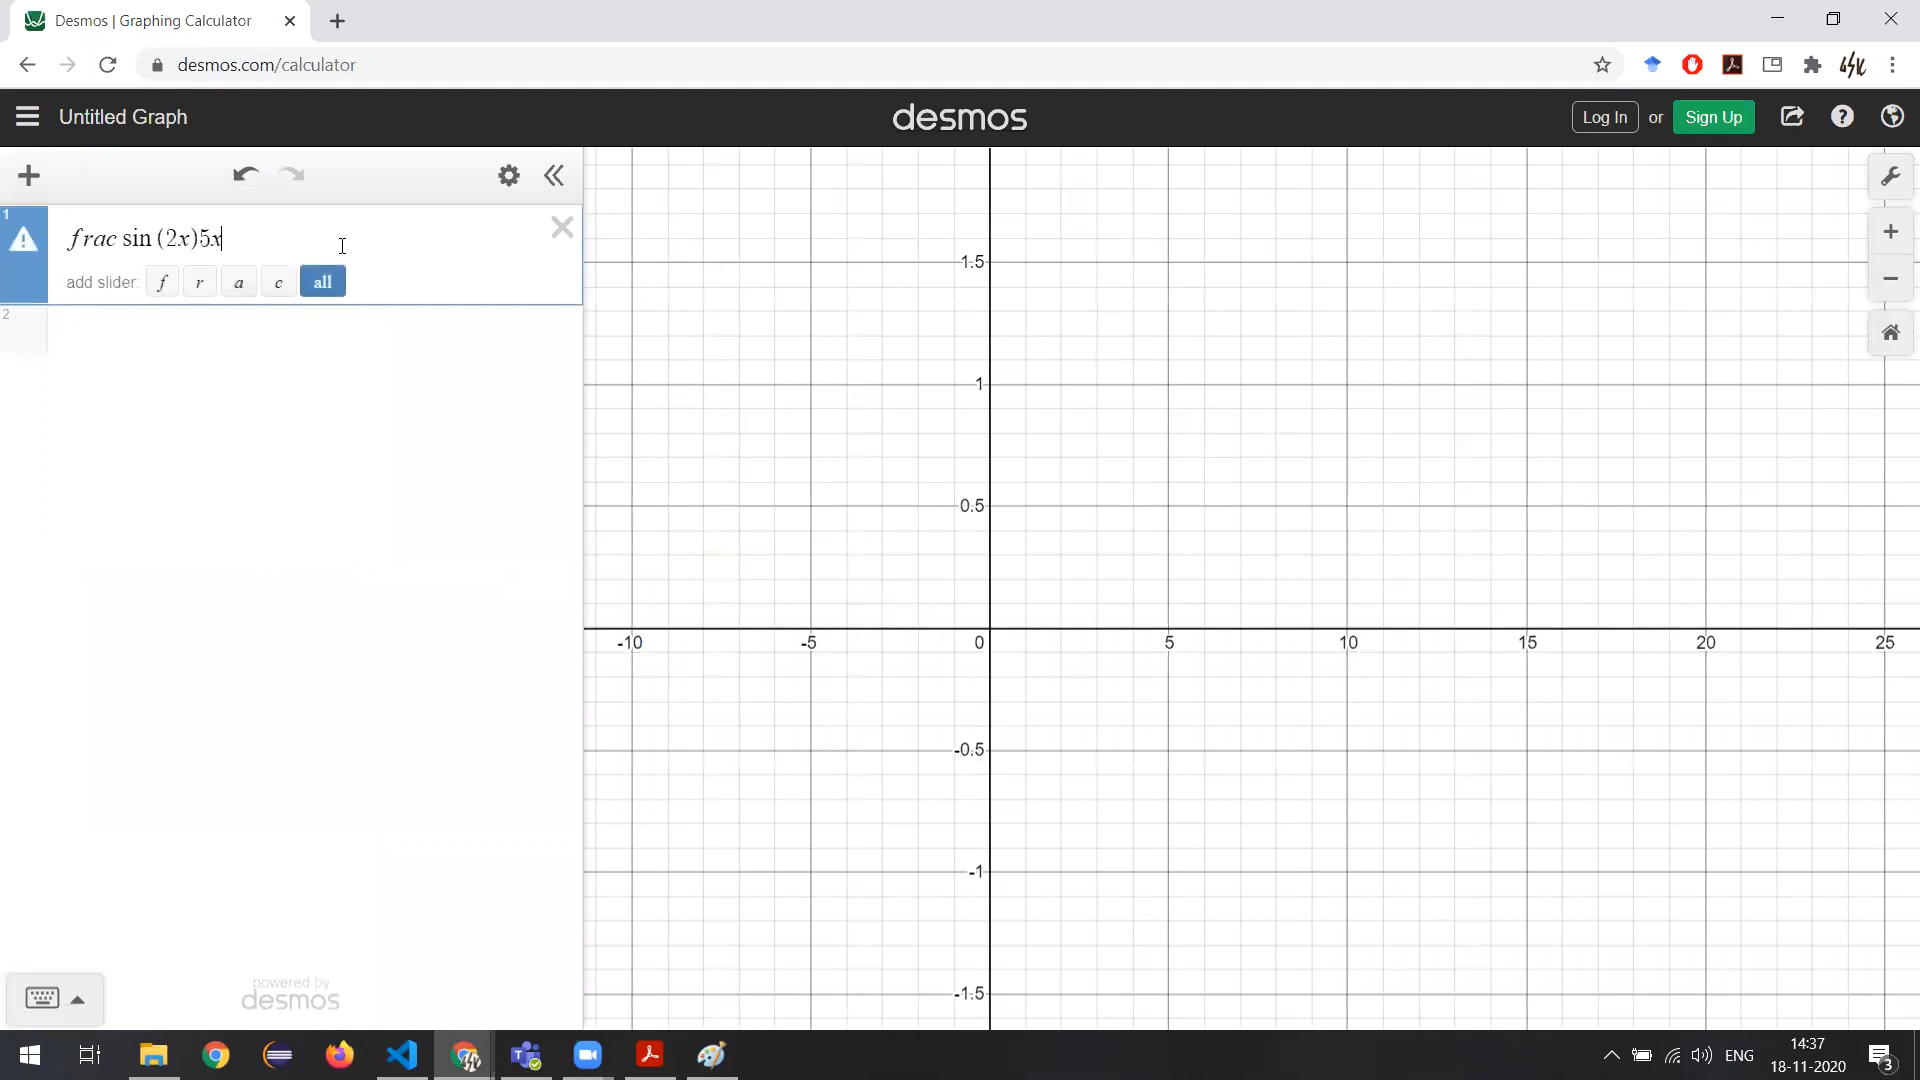 Desmos | Graphing Calculator
desmos.com/calculator
Untitled Graph
desmos
Log In or Sign Up
1
frac sin (2x)5x
add slider: f r a c all
2
1.5
1
0.5
-10 -5 0 5 10 15 20 25
-0.5
-1
-1.5
powered by
desmos
ENG
14:37
18-11-2020
3